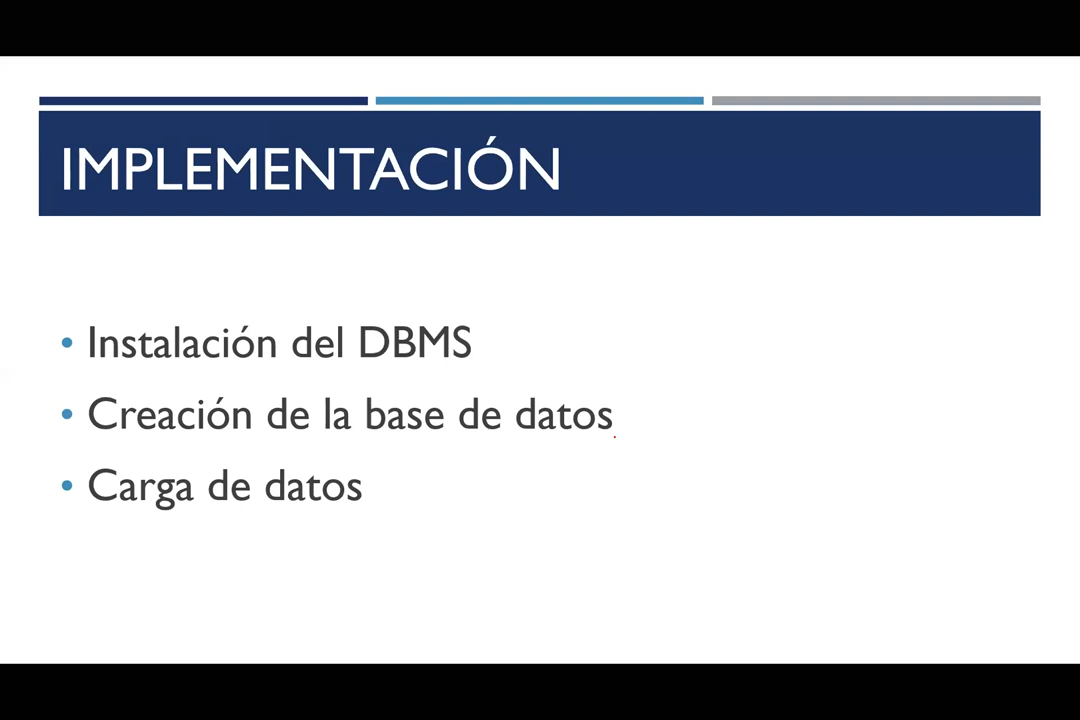 IMPLEMENTACIÓN
• Instalación del DBMS
• Creación de la base de datos
• Carga de datos